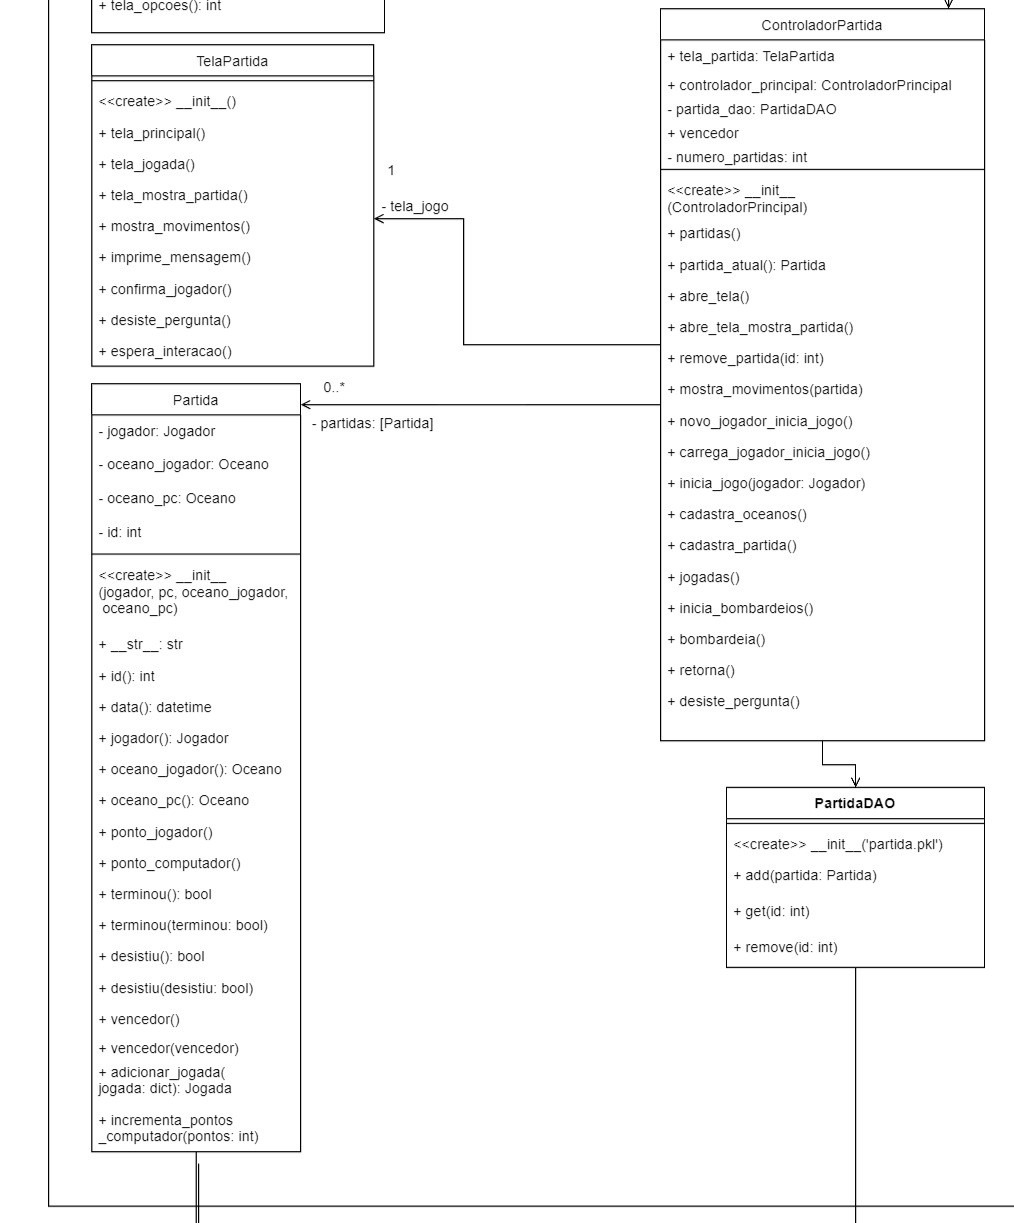 + tela_opcoes(): int
TelaPartida
<<create>> __init__()
+ tela_principal()
+ tela_jogada()
+ tela_mostra_partida()
+ mostra_movimentos()
+ imprime_mensagem()
+ confirma_jogador()
+ desiste_pergunta()
+ espera_interacao()
1
- tela_jogo
0..*
- partidas: [Partida]
Partida
- jogador: Jogador
- oceano_jogador: Oceano
- oceano_pc: Oceano
- id: int
<<create>> __init__
(jogador, pc, oceano_jogador,
oceano_pc)
+ __str__: str
+ id(): int
+ data(): datetime
+ jogador(): Jogador
+ oceano_jogador(): Oceano
+ oceano_pc(): Oceano
+ ponto_jogador()
+ ponto_computador()
+ terminou(): bool
+ terminou(terminou: bool)
+ desistiu(): bool
+ desistiu(desistiu: bool)
+ vencedor()
+ vencedor(vencedor)
+ adicionar_jogada(
jogada: dict): Jogada
+ incrementa_pontos
_computador(pontos: int)
ControladorPartida
+ tela_partida: TelaPartida
+ controlador_principal: ControladorPrincipal
- partida_dao: PartidaDAO
+ vencedor
- numero_partidas: int
<<create>> __init__
(ControladorPrincipal)
+ partidas()
+ partida_atual(): Partida
+ abre_tela()
+ abre_tela_mostra_partida()
+ remove_partida(id: int)
+ mostra_movimentos(partida)
+ novo_jogador_inicia_jogo()
+ carrega_jogador_inicia_jogo()
+ inicia_jogo(jogador: Jogador)
+ cadastra_oceanos()
+ cadastra_partida()
+ jogadas()
+ inicia_bombardeios()
+ bombardeia()
+ retorna()
+ desiste_pergunta()
PartidaDAO
<<create>> __init__('partida.pkl')
+ add(partida: Partida)
+ get(id: int)
+ remove(id: int)